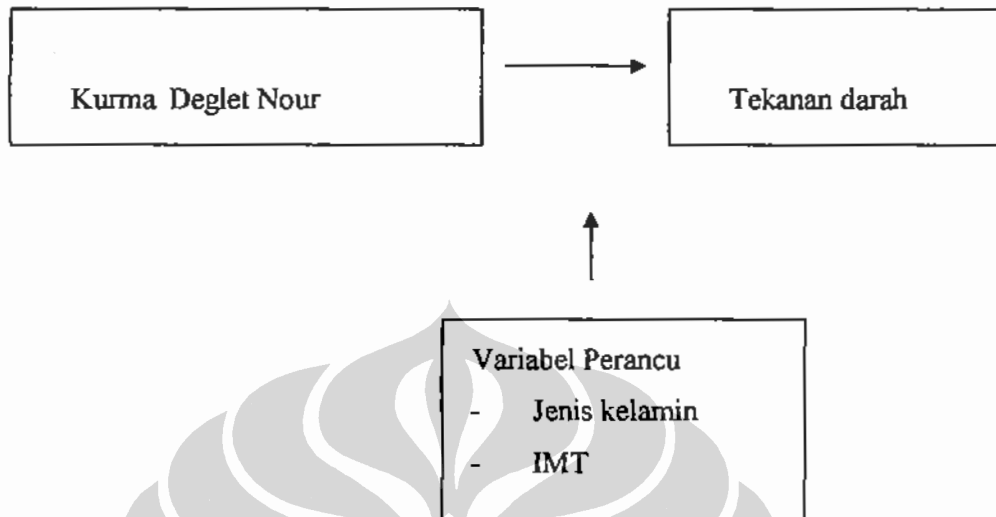 Kurma Deglet Nour
Tekanan darah
Variabel Perancu
- Jenis kelamin
- IMT